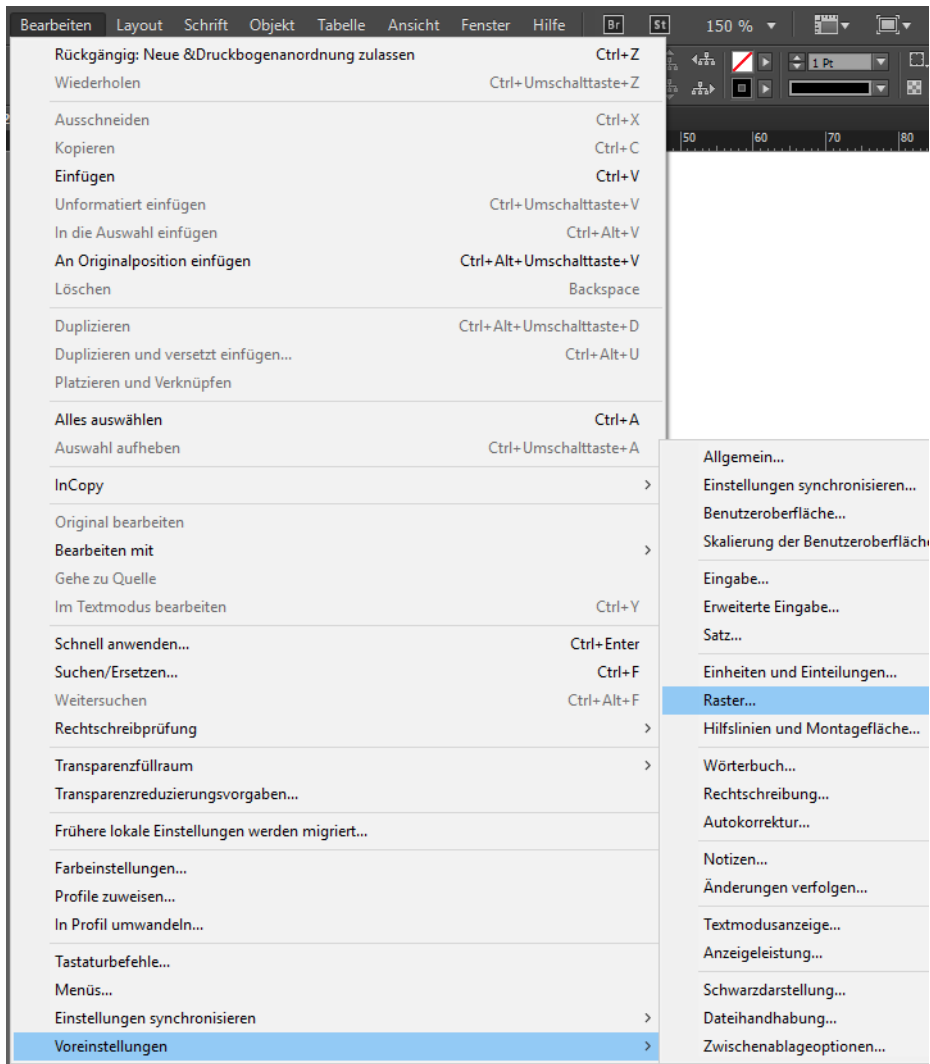 Bearbeiten Layout Schrift Objekt Tabelle Ansicht Fenster Hilfe Br St 150 %
Rückgängig: Neue &Druckbogenanordnung zulassen Ctrl+Z
Wiederholen Ctrl+Umschalttaste+Z
1 Pt
Ausschneiden Ctrl+X
Kopieren Ctrl+C
50 60 70 80
Einfügen Ctrl+V
Unformatiert einfügen Ctrl+Umschalttaste+V
In die Auswahl einfügen Ctrl+Alt+V
An Originalposition einfügen Ctrl+Alt+Umschalttaste+V
Löschen Backspace
Duplizieren Ctrl+Alt+Umschalttaste+D
Duplizieren und versetzt einfügen... Ctrl+Alt+U
Platzieren und Verknüpfen
Alles auswählen Ctrl+A
Auswahl aufheben Ctrl+Umschalttaste+A
InCopy
Original bearbeiten
Bearbeiten mit
Gehe zu Quelle
Im Textmodus bearbeiten Ctrl+Y
Schnell anwenden... Ctrl+Enter
Suchen/Ersetzen... Ctrl+F
Weitersuchen Ctrl+Alt+F
Rechtschreibprüfung
Transparenzfüllraum
Transparenzreduzierungsvorgaben...
Frühere lokale Einstellungen werden migriert...
Farbeinstellungen...
Profile zuweisen...
In Profil umwandeln...
Tastaturbefehle...
Menüs...
Einstellungen synchronisieren
Voreinstellungen
Allgemein...
Einstellungen synchronisieren...
Benutzeroberfläche...
Skalierung der Benutzeroberfläche
Eingabe...
Erweiterte Eingabe...
Satz...
Einheiten und Einteilungen...
Raster...
Hilfslinien und Montagefläche...
Wörterbuch...
Rechtschreibung...
Autokorrektur...
Notizen...
Änderungen verfolgen...
Textmodusanzeige...
Anzeigeleistung...
Schwarzdarstellung...
Dateihandhabung...
Zwischenablageoptionen...